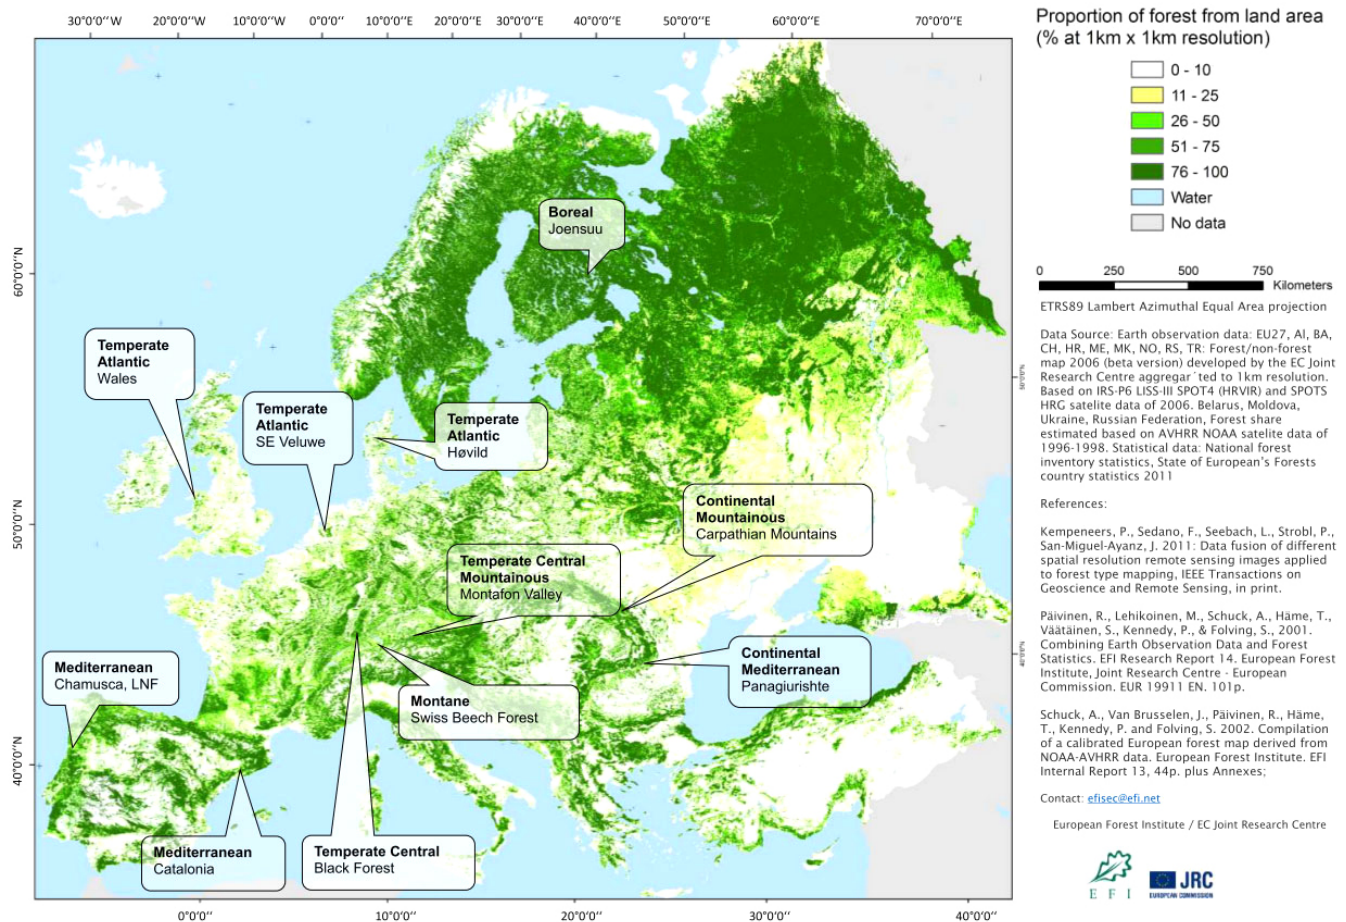 30°0'0"W 20°0'0"W 10°0'0"W 0°0'0"E 10°0'0"E 20°0'0"E 30°0'0"E 40°0'0"E 50°0'0"E 60°0'0"E 70°0'0"E
Proportion of forest from land area
(% at 1km x 1km resolution)
0 - 10
11 - 25
26 - 50
51 - 75
76 - 100
Water
No data
0 250 500 750 Kilometers
ETRS89 Lambert Azimuthal Equal Area projection
Data Source: Earth observation data: EU27, Al, BA,
CH, HR, ME, MK, NO, RS, TR: Forest/non-forest
map 2006 (beta version) developed by the EC Joint
Research Centre aggregar´ted to 1km resolution.
Based on IRS-P6 LISS-III SPOT4 (HRVIR) and SPOT5
HRG satelite data of 2006. Belarus, Moldova,
Ukraine, Russian Federation, Forest share
estimated based on AVHRR NOAA satelite data of
1996-1998. Statistical data: National forest
inventory statistics, State of European's Forests
country statistics 2011
References:
Kempeneers, P., Sedano, F., Seebach, L., Strobl, P.,
San-Miguel-Ayanz, J. 2011: Data fusion of different
spatial resolution remote sensing images applied
to forest type mapping, IEEE Transactions on
Geoscience and Remote Sensing, in print.
Päivinen, R., Lehikoinen, M., Schuck, A., Häme, T.,
Väätäinen, S., Kennedy, P., & Folving, S., 2001.
Combining Earth Observation Data and Forest
Statistics. EFI Research Report 14. European Forest
Institute, Joint Research Centre - European
Commission. EUR 19911 EN. 101p.
Schuck, A., Van Brusselen, J., Päivinen, R., Häme,
T., Kennedy, P. and Folving, S. 2002. Compilation
of a calibrated European forest map derived from
NOAA-AVHRR data. European Forest Institute. EFI
Internal Report 13, 44p. plus Annexes;
Contact: efisec@efi.net
European Forest Institute / EC Joint Research Centre
EFI
JRC
EUROPEAN COMMISSION
Boreal
Joensuu
Temperate
Atlantic
Wales
Temperate
Atlantic
SE Veluwe
Temperate
Atlantic
Høvild
Continental
Mountainous
Carpathian Mountains
Temperate Central
Mountainous
Montafon Valley
Continental
Mediterranean
Panagiurishte
Mediterranean
Chamusca, LNF
Montane
Swiss Beech Forest
Mediterranean
Catalonia
Temperate Central
Black Forest
60°0'0"N
50°0'0"N
40°0'0"N
50°0'0"N
40°0'0"N
0°0'0"E 10°0'0"E 20°0'0"E 30°0'0"E 40°0'0"E